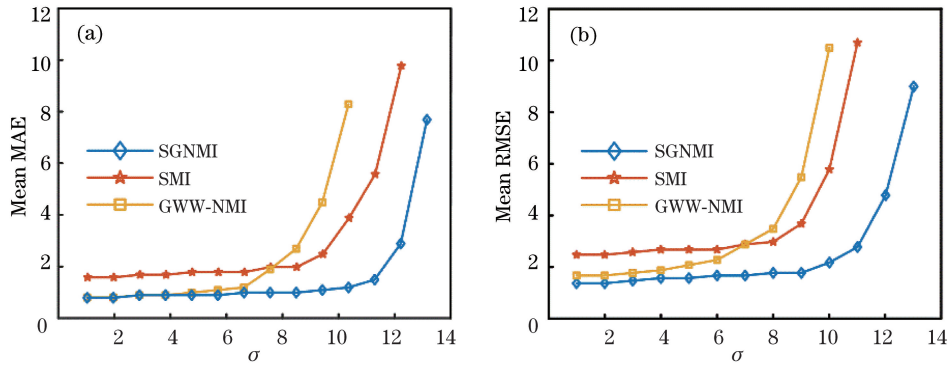 (a)
Mean MAE
12
10
8
6
4
2
0
SGNMI
SMI
GWW-NMI
2 4 6 8 10 12 14
σ
(b)
Mean RMSE
12
10
8
6
4
2
0
SGNMI
SMI
GWW-NMI
2 4 6 8 10 12 14
σ